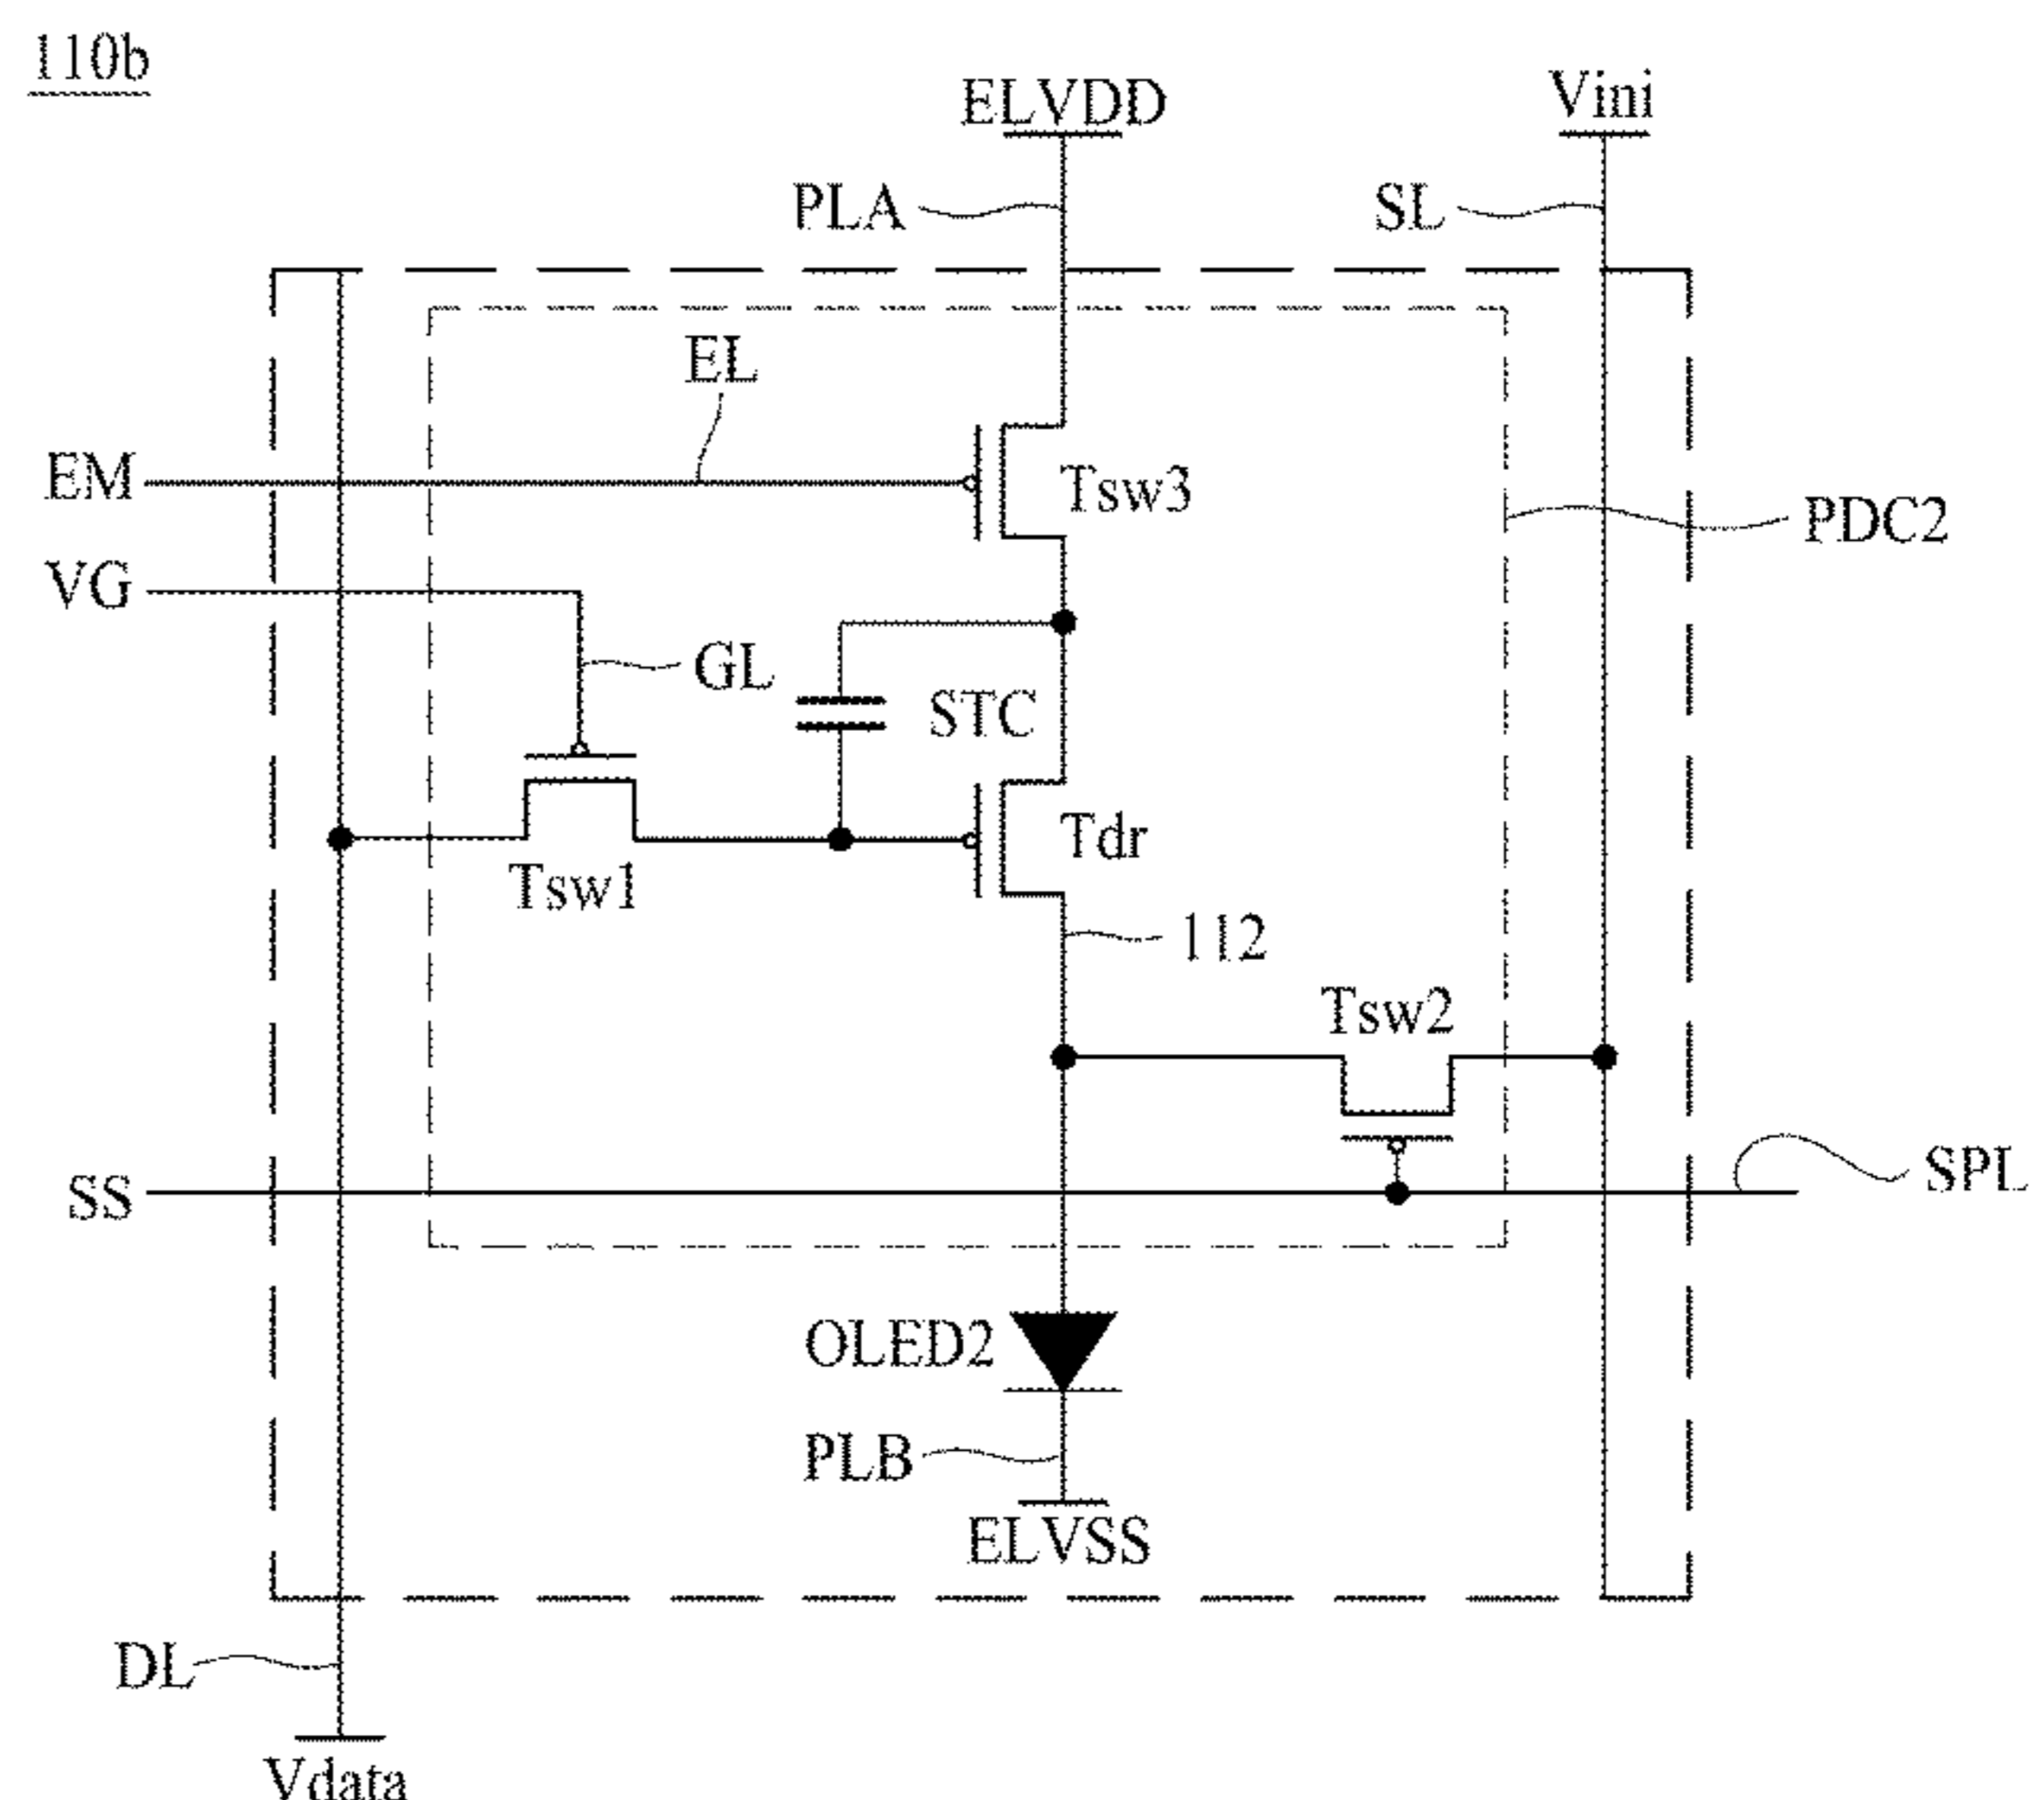 110b
ELVDD
Vini
PLA
SL
EL
EM
Tsw3
PDC2
VG
GL
STC
Tdr
Tsw1
112
Tsw2
SS
SPL
OLED2
PLB
ELVSS
DL
Vdata